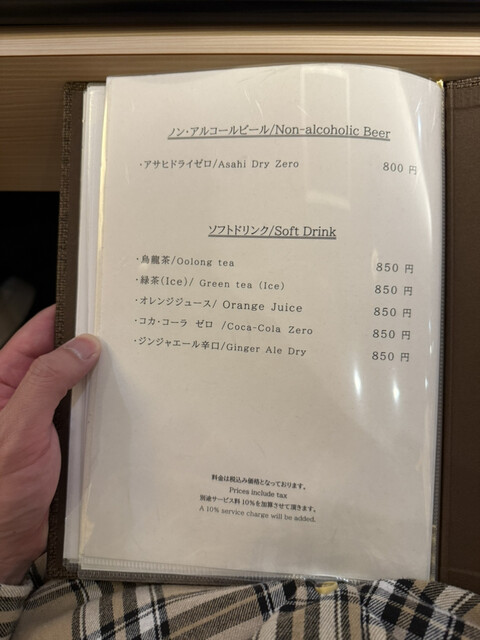 ノン・アルコールビール/Non-alcoholic Beer
・アサヒドライゼロ/Asahi Dry Zero 800 円
ソフトドリンク/Soft Drink
・烏龍茶/Oolong tea 850 円
・緑茶(Ice)/ Green tea (Ice) 850 円
・オレンジジュース/ Orange Juice 850 円
・コカ・コーラ ゼロ /Coca-Cola Zero 850 円
・ジンジャエール辛口/Ginger Ale Dry 850 円
料金は税込み価格となっております。
Prices include tax
別途サービス料 10%を加算させて頂きます。
A 10% service charge will be added.